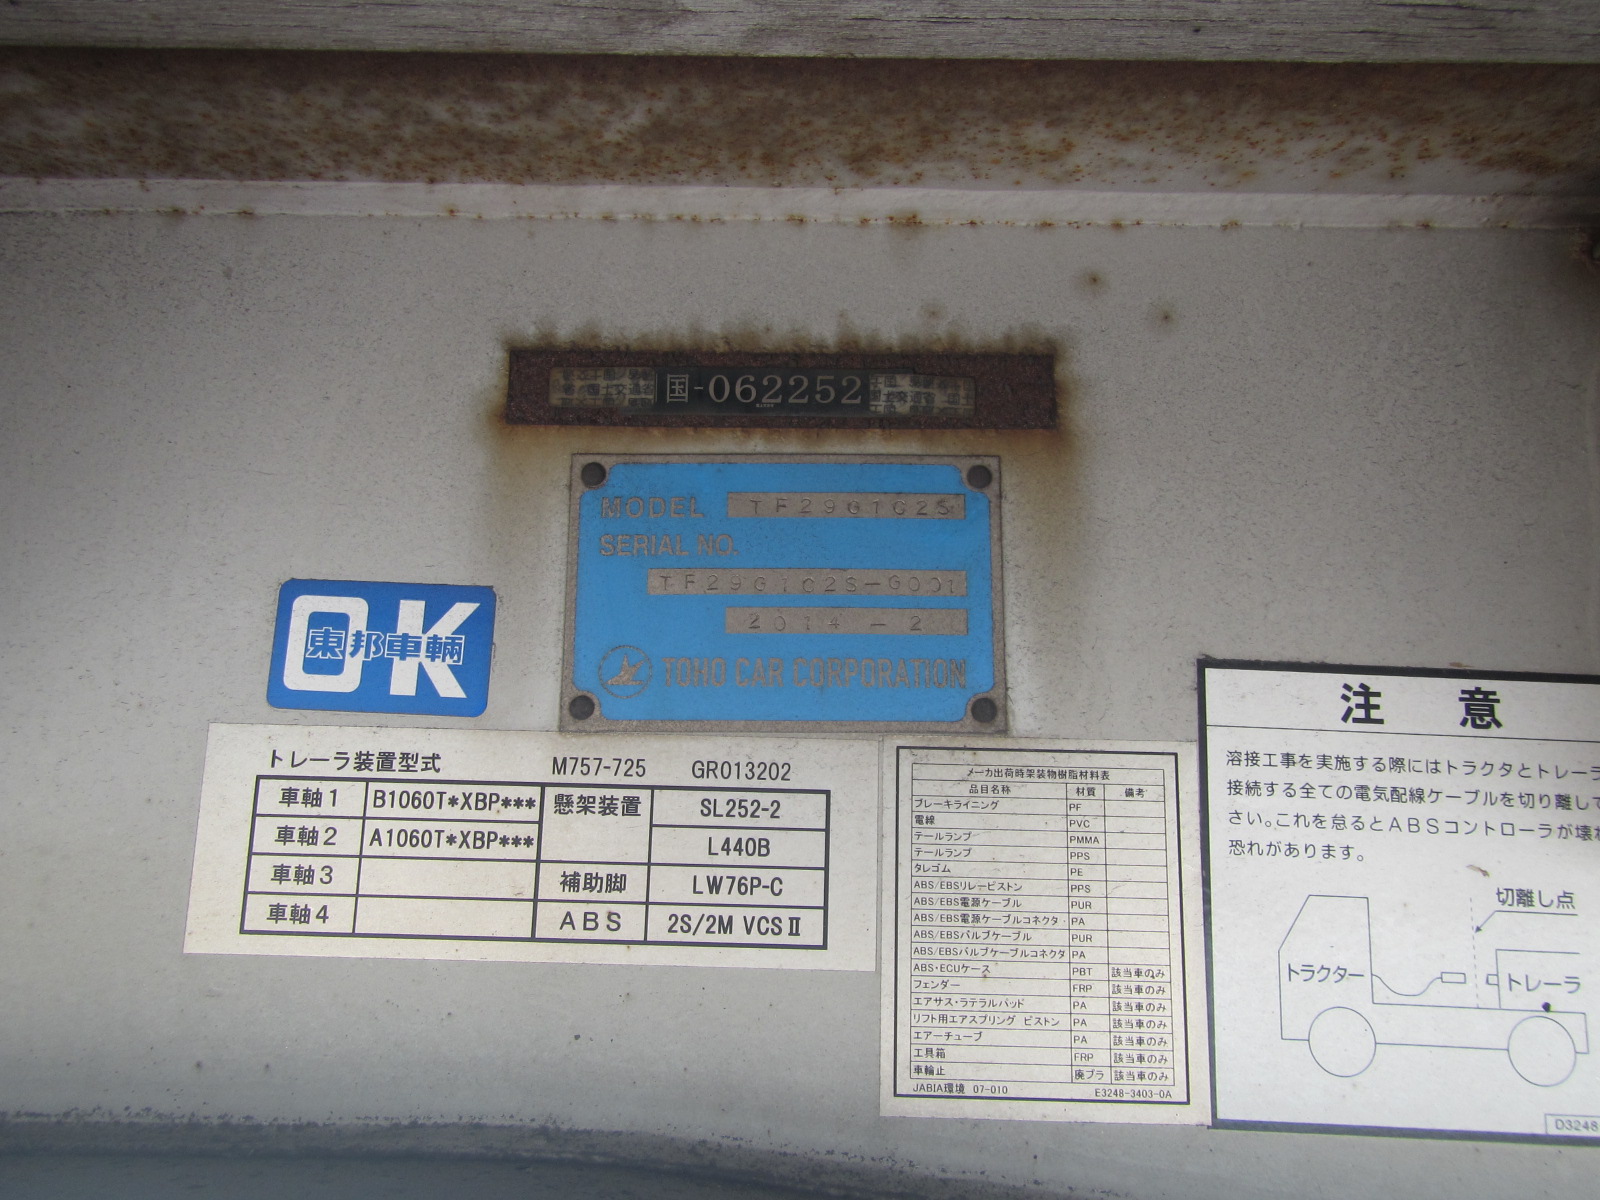 国-062252
MODEL TF29G1C2S
SERIAL NO.
TF29G1C2S-G001
2014-2
TOHO CAR CORPORATION
OK
東邦車輛
トレーラ装置型式 M757-725 GR013202
車軸1 B1060T*XBP*** 懸架装置 SL252-2
車軸2 A1060T*XBP*** L440B
車軸3 補助脚 LW76P-C
車軸4 ABS 2S/2M VCSⅡ
メーカ出荷時架装物樹脂材料表
品目名称 材質 備考
ブレーキライニング PF
電線 PVC
テールランプ PMMA
テールランプ PPS
タレゴム PE
ABS/EBSリレーピストン PPS
ABS/EBS電源ケーブル PUR
ABS/EBS電源ケーブルコネクタ PA
ABS/EBSバルブケーブル PUR
ABS/EBSバルブケーブルコネクタ PA
ABS・ECUケース PBT 該当車のみ
フェンダー FRP 該当車のみ
エアサス・ラテラルパッド PA 該当車のみ
リフト用エアスプリング ピストン PA 該当車のみ
エアーチューブ PA 該当車のみ
工具箱 FRP 該当車のみ
車輪止 廃プラ 該当車のみ
JABIA環境 07-010 E3248-3403-0A
注意
溶接工事を実施する際にはトラクタとトレーラ
接続する全ての電気配線ケーブルを切り離して
さい。これを怠るとABSコントローラが壊れ
恐れがあります。
切離し点
トラクター
トレーラ
D3248